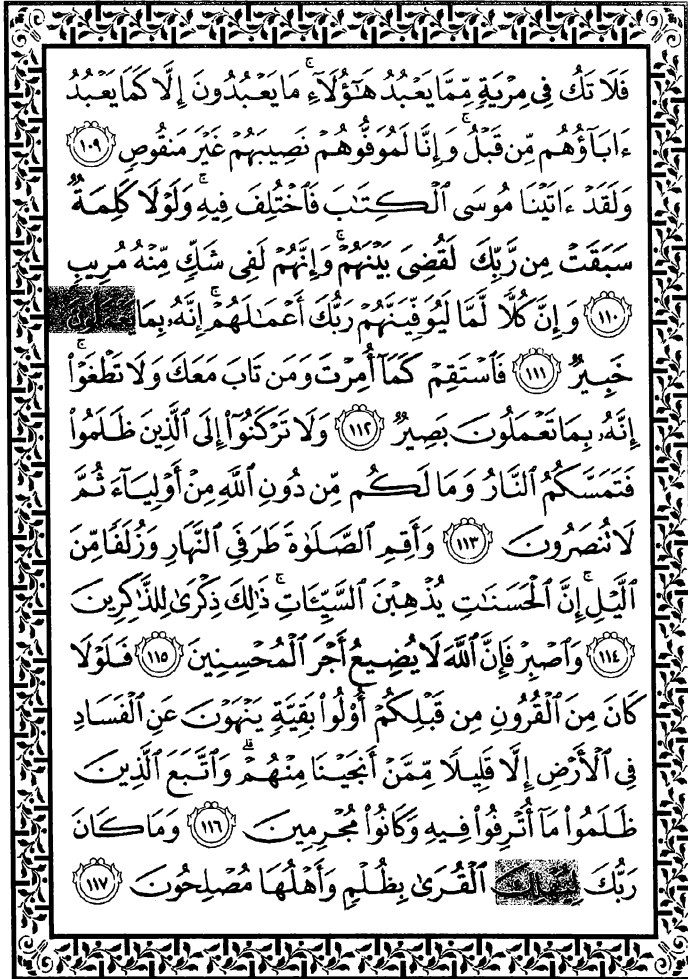 فَلَا تَكُ فِي مِرْيَةٍ مِّمَّا يَعْبُدُ هَٰٓؤُلَآءِ ۚ مَا يَعْبُدُونَ إِلَّا كَمَا يَعْبُدُ
ءَابَآؤُهُم مِّن قَبْلُ ۚ وَإِنَّا لَمُوَفُّوهُمْ نَصِيبَهُمْ غَيْرَ مَنقُوصٍ ١٠٩
وَلَقَدْ ءَاتَيْنَا مُوسَى ٱلْكِتَٰبَ فَٱخْتُلِفَ فِيهِ ۚ وَلَوْلَا كَلِمَةٌ
سَبَقَتْ مِن رَّبِّكَ لَقُضِيَ بَيْنَهُمْ ۚ وَإِنَّهُمْ لَفِي شَكٍّ مِّنْهُ مُرِيبٍ
١١٠ وَإِنَّ كُلًّا لَّمَّا لَيُوَفِّيَنَّهُمْ رَبُّكَ أَعْمَٰلَهُمْ ۚ إِنَّهُۥ بِمَا
خَبِيرٌ ١١١ فَٱسْتَقِمْ كَمَآ أُمِرْتَ وَمَن تَابَ مَعَكَ وَلَا تَطْغَوْا۟ ۚ
إِنَّهُۥ بِمَا تَعْمَلُونَ بَصِيرٌ ١١٢ وَلَا تَرْكَنُوٓا۟ إِلَى ٱلَّذِينَ ظَلَمُوا۟
فَتَمَسَّكُمُ ٱلنَّارُ وَمَا لَكُم مِّن دُونِ ٱللَّهِ مِنْ أَوْلِيَآءَ ثُمَّ
لَا تُنصَرُونَ ١١٣ وَأَقِمِ ٱلصَّلَوٰةَ طَرَفَيِ ٱلنَّهَارِ وَزُلَفًا مِّنَ
ٱلَّيْلِ ۚ إِنَّ ٱلْحَسَنَٰتِ يُذْهِبْنَ ٱلسَّيِّـَٔاتِ ۚ ذَٰلِكَ ذِكْرَىٰ لِلذَّٰكِرِينَ
١١٤ وَٱصْبِرْ فَإِنَّ ٱللَّهَ لَا يُضِيعُ أَجْرَ ٱلْمُحْسِنِينَ ١١٥ فَلَوْلَا
كَانَ مِنَ ٱلْقُرُونِ مِن قَبْلِكُمْ أُو۟لُوا۟ بَقِيَّةٍ يَنْهَوْنَ عَنِ ٱلْفَسَادِ
فِي ٱلْأَرْضِ إِلَّا قَلِيلًا مِّمَّنْ أَنجَيْنَا مِنْهُمْ ۗ وَٱتَّبَعَ ٱلَّذِينَ
ظَلَمُوا۟ مَآ أُتْرِفُوا۟ فِيهِ وَكَانُوا۟ مُجْرِمِينَ ١١٦ وَمَا كَانَ
رَبُّكَ ٱلْقُرَىٰ بِظُلْمٍ وَأَهْلُهَا مُصْلِحُونَ ١١٧